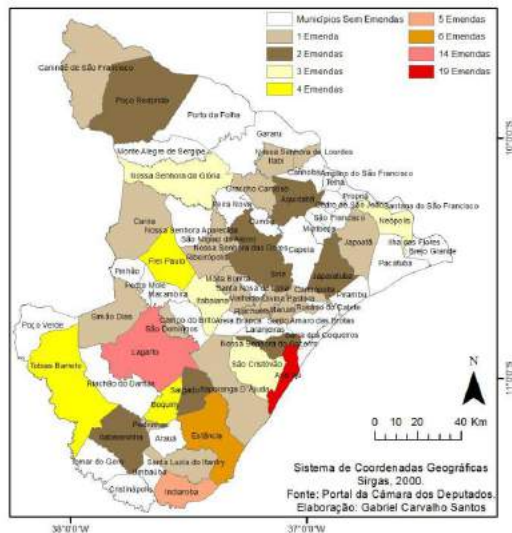 Municípios Sem Emendas
1 Emenda
2 Emendas
3 Emendas
4 Emendas
5 Emendas
6 Emendas
14 Emendas
19 Emendas
Canindé de São Francisco
Poço Redondo
Porto da Folha
Gararu
Monte Alegre de Sergipe
Nossa Senhora de Lourdes
Itabi
Canhoba
Amparo do São Francisco
Telha
Nossa Senhora da Glória
Graccho Cardoso
Aquidabã
Propriá
Cedro de São João
Santana do São Francisco
Feira Nova
Cumbe
São Francisco
Neópolis
Carira
Nossa Senhora Aparecida
São Miguel do Aleixo
Nossa Senhora das Dores
Muribeca
Japoatã
Ilha das Flores
Ribeirópolis
Capela
Brejo Grande
Frei Paulo
Pacatuba
Pinhão
Moita Bonita
Siriri
Japaratuba
Pedra Mole
Santa Rosa de Lima
Carmópolis
Pirambu
Macambira
Itabaiana
Malhador
Divina Pastora
Poço Verde
Simão Dias
Campo do Brito
Riachuelo
Maruim
Rosário do Catete
São Domingos
Areia Branca
Santo Amaro das Brotas
Laranjeiras
Barra dos Coqueiros
Nossa Senhora do Socorro
Lagarto
Tobias Barreto
São Cristóvão
Aracaju
Riachão do Dantas
Salgado
Itaporanga D'Ajuda
Boquim
Pedrinhas
Itabaianinha
Arauá
Estância
Tomar do Geru
Santa Luzia do Itanhy
Umbaúba
Cristinápolis
Indiaroba
10°0'0"S
11°0'0"S
N
0 20 40 Km
Sistema de Coordenadas Geográficas
Sirgas, 2000.
Fonte: Portal da Câmara dos Deputados.
Elaboração: Gabriel Carvalho Santos
38°0'0"W
37°0'0"W